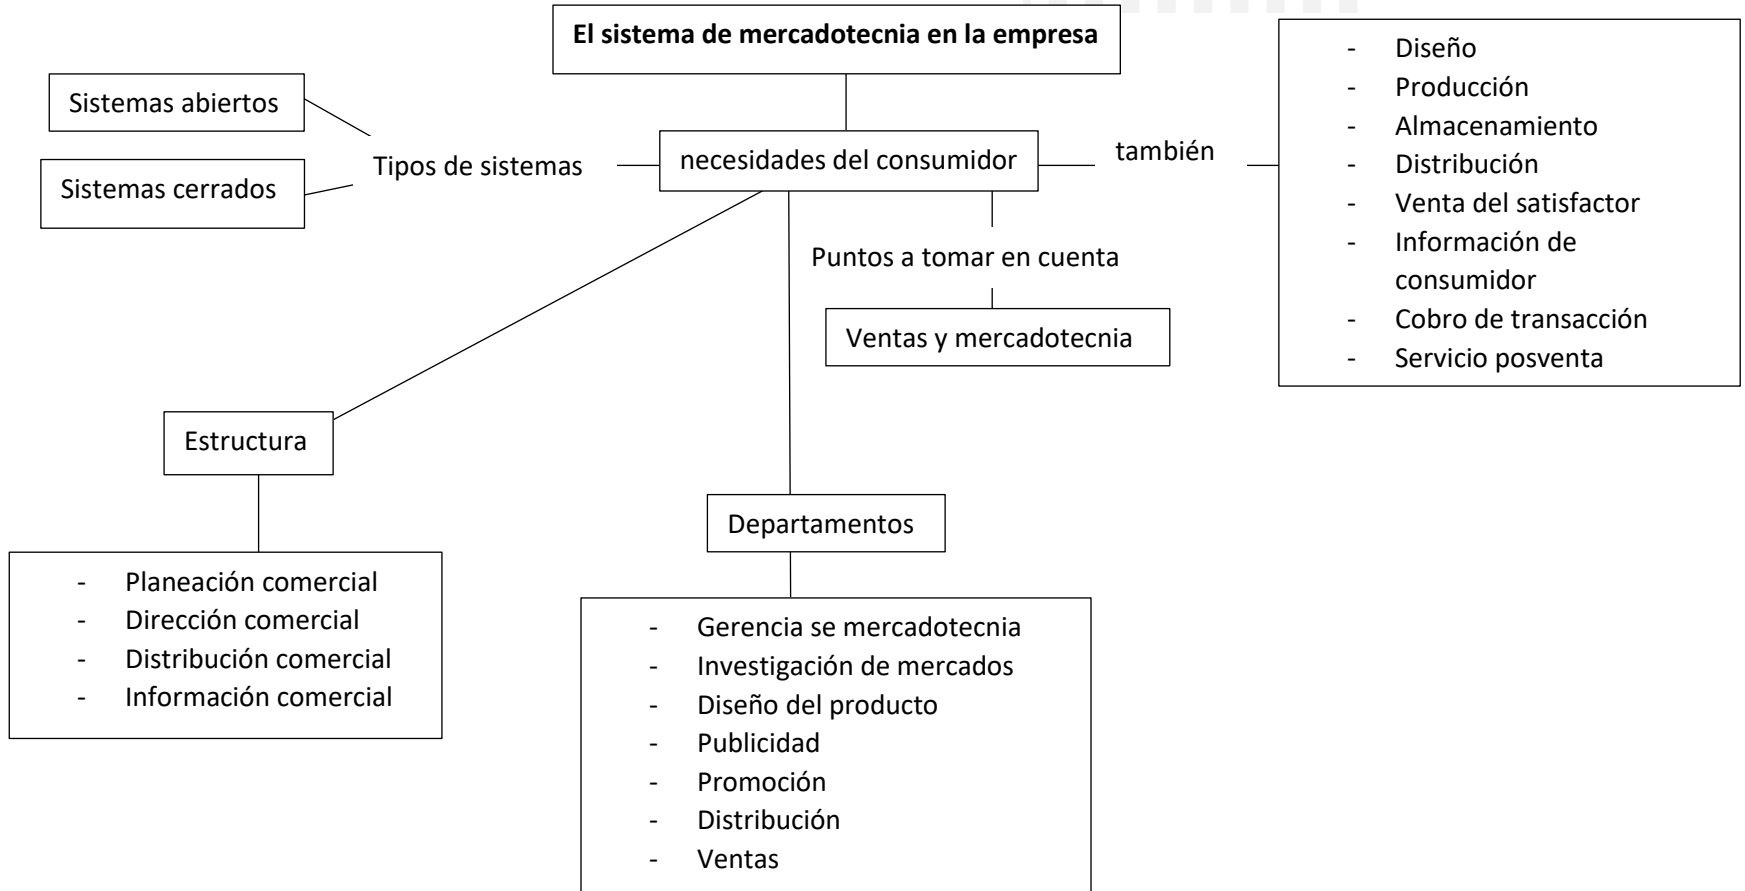 El sistema de mercadotecnia en la empresa
Sistemas abiertos
Sistemas cerrados
Tipos de sistemas
necesidades del consumidor
también
- Diseño
- Producción
- Almacenamiento
- Distribución
- Venta del satisfactor
- Información de
consumidor
- Cobro de transacción
- Servicio posventa
Puntos a tomar en cuenta
Ventas y mercadotecnia
Estructura
- Planeación comercial
- Dirección comercial
- Distribución comercial
- Información comercial
Departamentos
- Gerencia se mercadotecnia
- Investigación de mercados
- Diseño del producto
- Publicidad
- Promoción
- Distribución
- Ventas